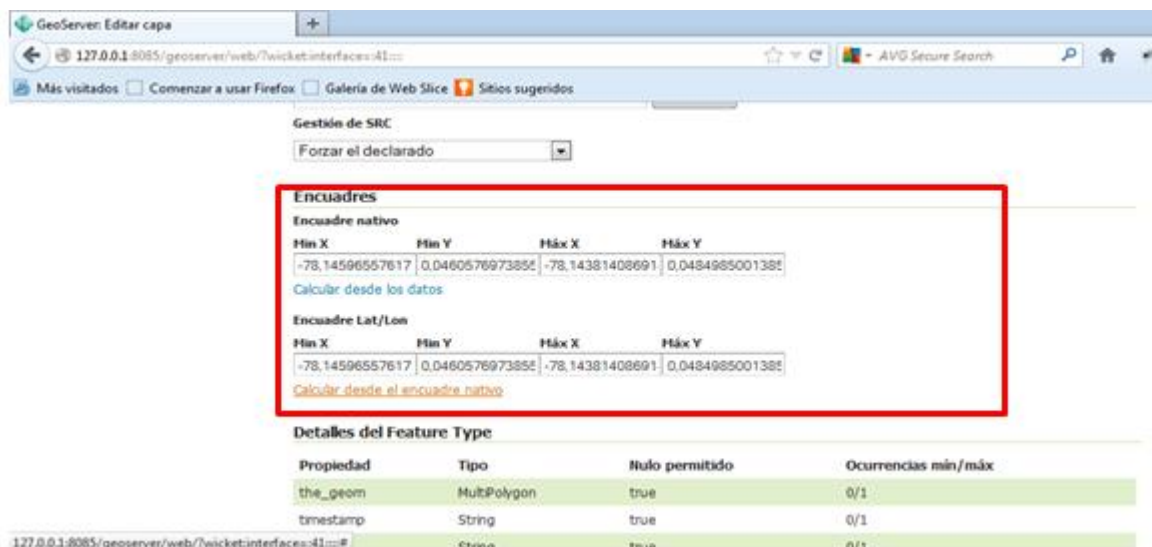 GeoServer: Editar capa
127.0.0.1:8085/geoserver/web/?wicket:interface=:41::::
AVG Secure Search
Más visitados Comenzar a usar Firefox Galería de Web Slice Sitios sugeridos
Gestión de SRC
Forzar el declarado
Encuadres
Encuadre nativo
Min X Min Y Máx X Máx Y
-78,14596557617 0,0460576973855 -78,14381408691 0,0484985001385
Calcular desde los datos
Encuadre Lat/Lon
Min X Min Y Máx X Máx Y
-78,14596557617 0,0460576973855 -78,14381408691 0,0484985001385
Calcular desde el encuadre nativo
Detalles del Feature Type
Propiedad Tipo Nulo permitido Ocurrencias mín/máx
the_geom MultiPolygon true 0/1
timestamp String true 0/1
127.0.0.1:8085/geoserver/web/?wicket:interface=:41::::# String true 0/1